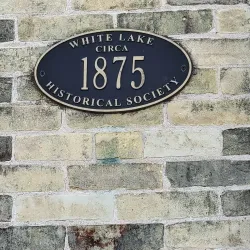 WHITE LAKE
CIRCA
1875
HISTORICAL SOCIETY